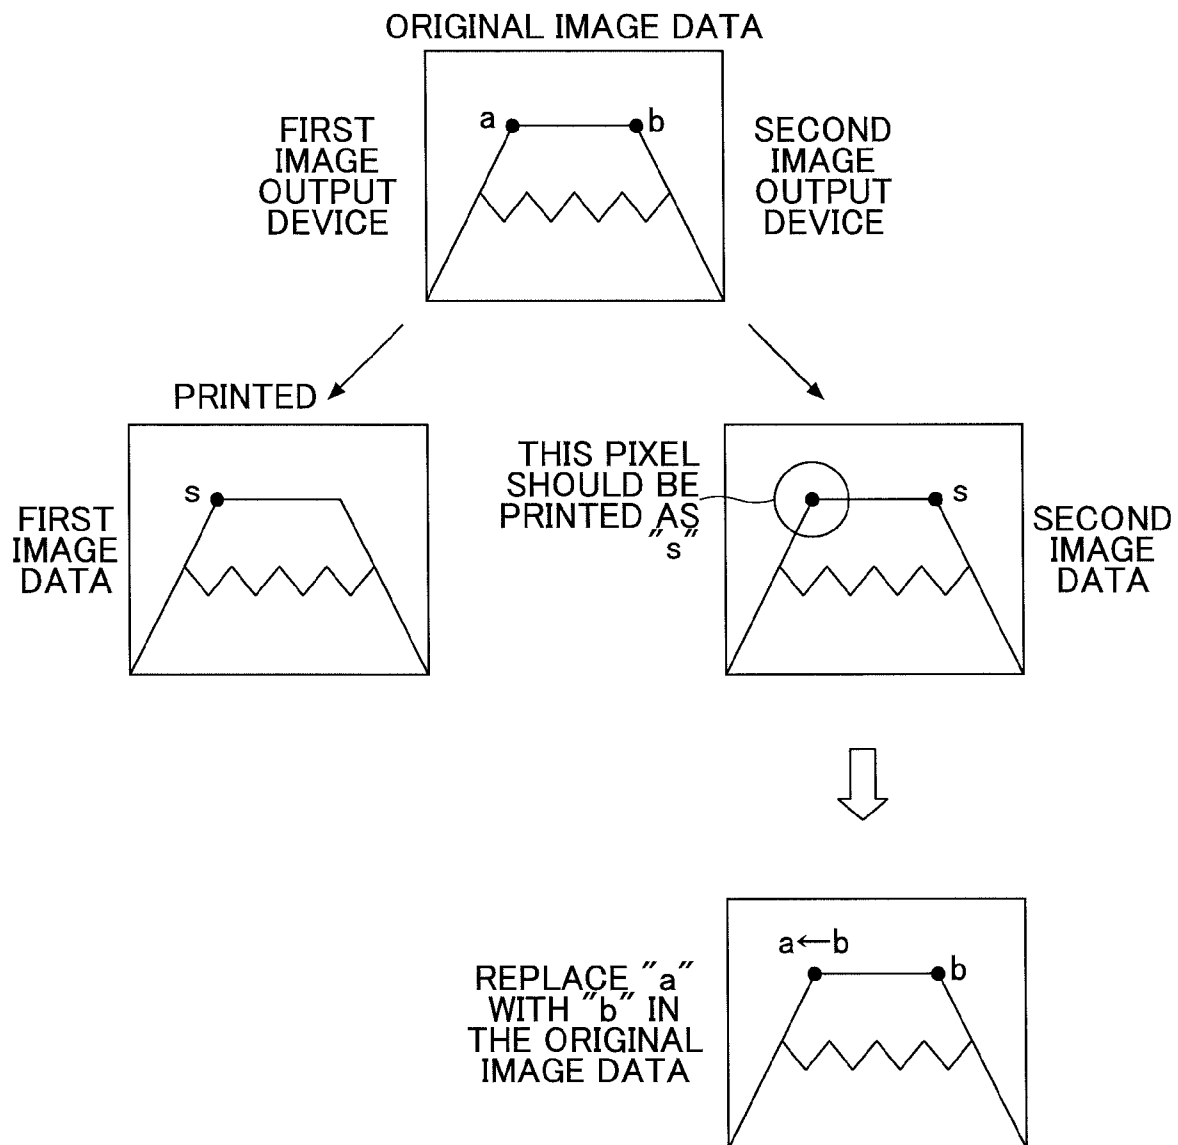 ORIGINAL IMAGE DATA
FIRST
IMAGE
OUTPUT
DEVICE
a
b
SECOND
IMAGE
OUTPUT
DEVICE
PRINTED
FIRST
IMAGE
DATA
s
THIS PIXEL
SHOULD BE
PRINTED AS
"s"
s
SECOND
IMAGE
DATA
REPLACE "a"
WITH "b" IN
THE ORIGINAL
IMAGE DATA
a←b
b